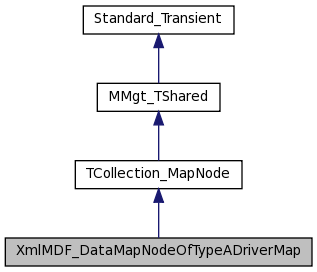 Standard_Transient
MMgt_TShared
TCollection_MapNode
XmlMDF_DataMapNodeOfTypeADriverMap